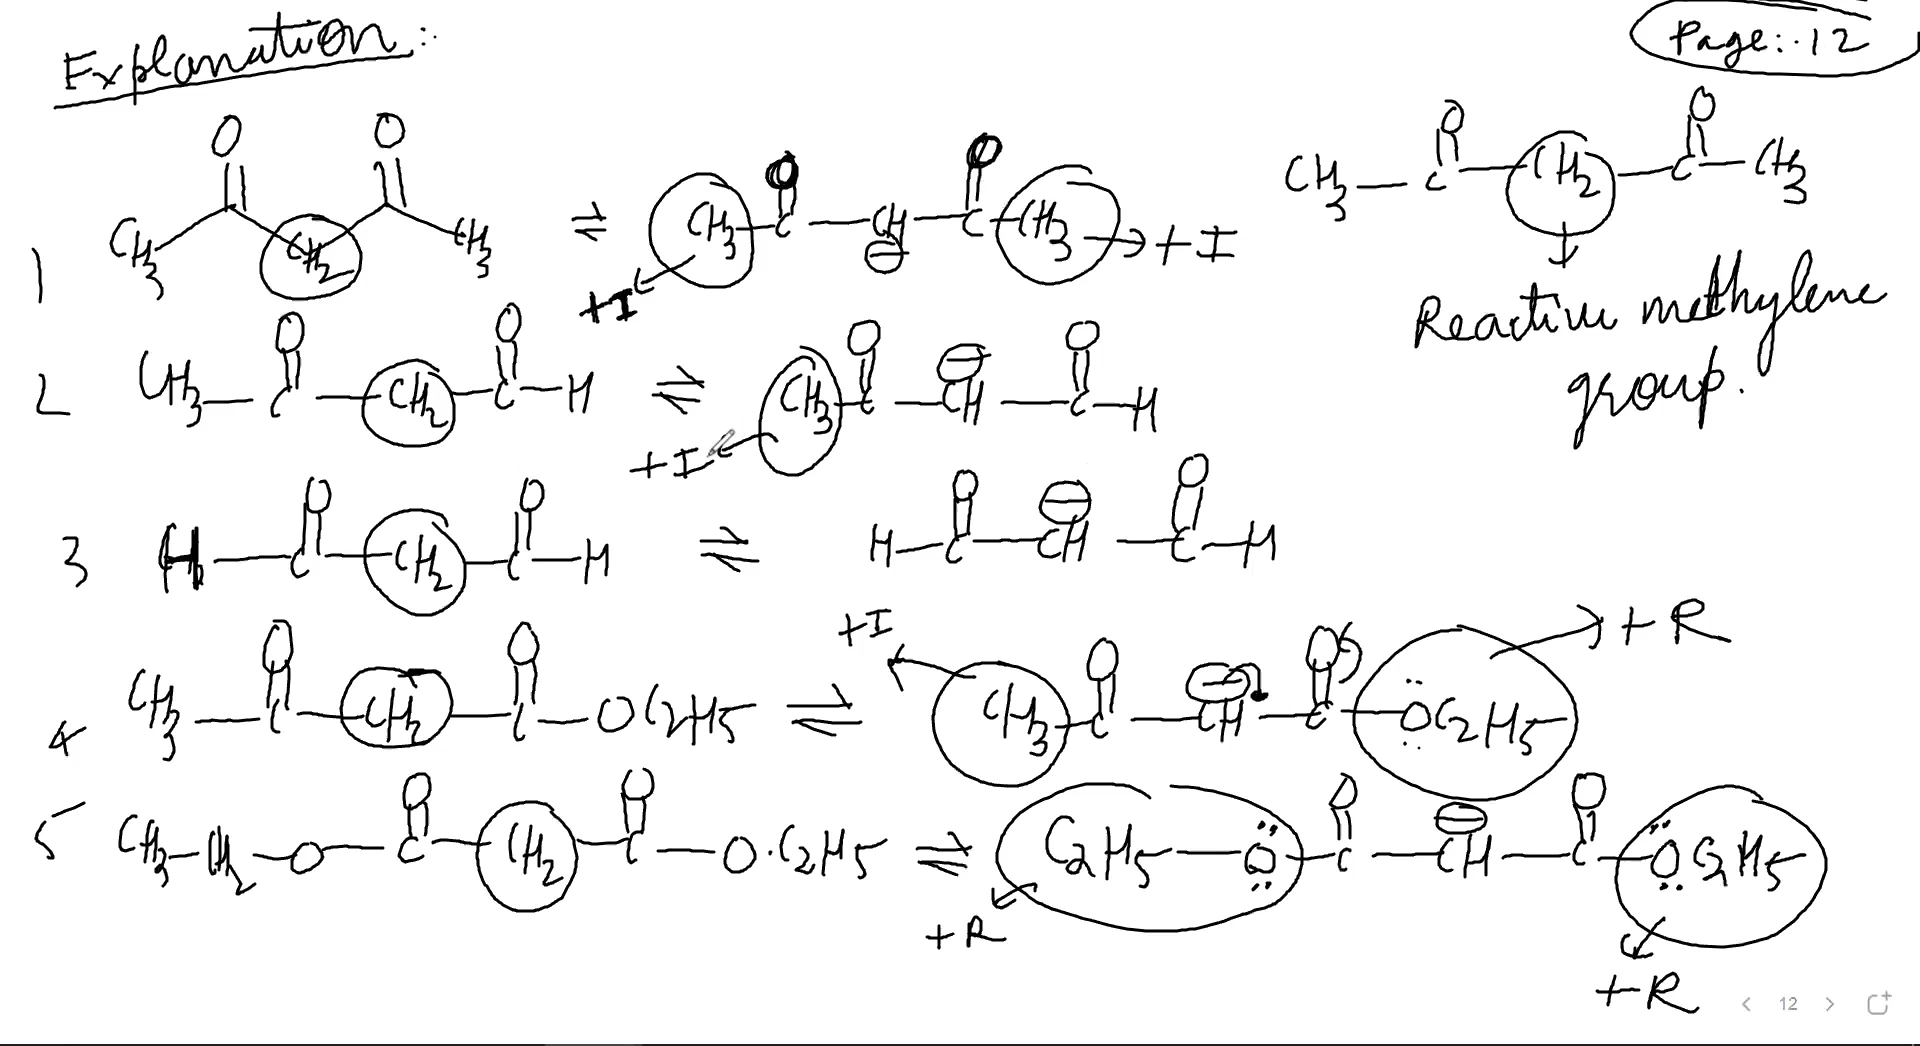 Explanation:
Page:-12
O O
CH3 CH2 CH3 ⇌ CH3-C-CH-C-CH3 → +I
O O
⊖
+I
O O
CH3-C-CH2-C-CH3
Reactive methylene
group.
1
O O O ⊖ O
2 CH3-C-CH2-C-H ⇌ CH3-C-CH-C-H
+I
O O O ⊖ O
3 H-C-CH2-C-H ⇌ H-C-CH-C-H
+I +R
O O O ⊖ O
4 CH3-C-CH2-C-OC2H5 ⇌ CH3-C-CH-C-OC2H5
O O O ⊖ O
5 CH3-CH2-O-C-CH2-C-O.C2H5 ⇌ C2H5-O-C-CH-C-OC2H5
+R
+R
12